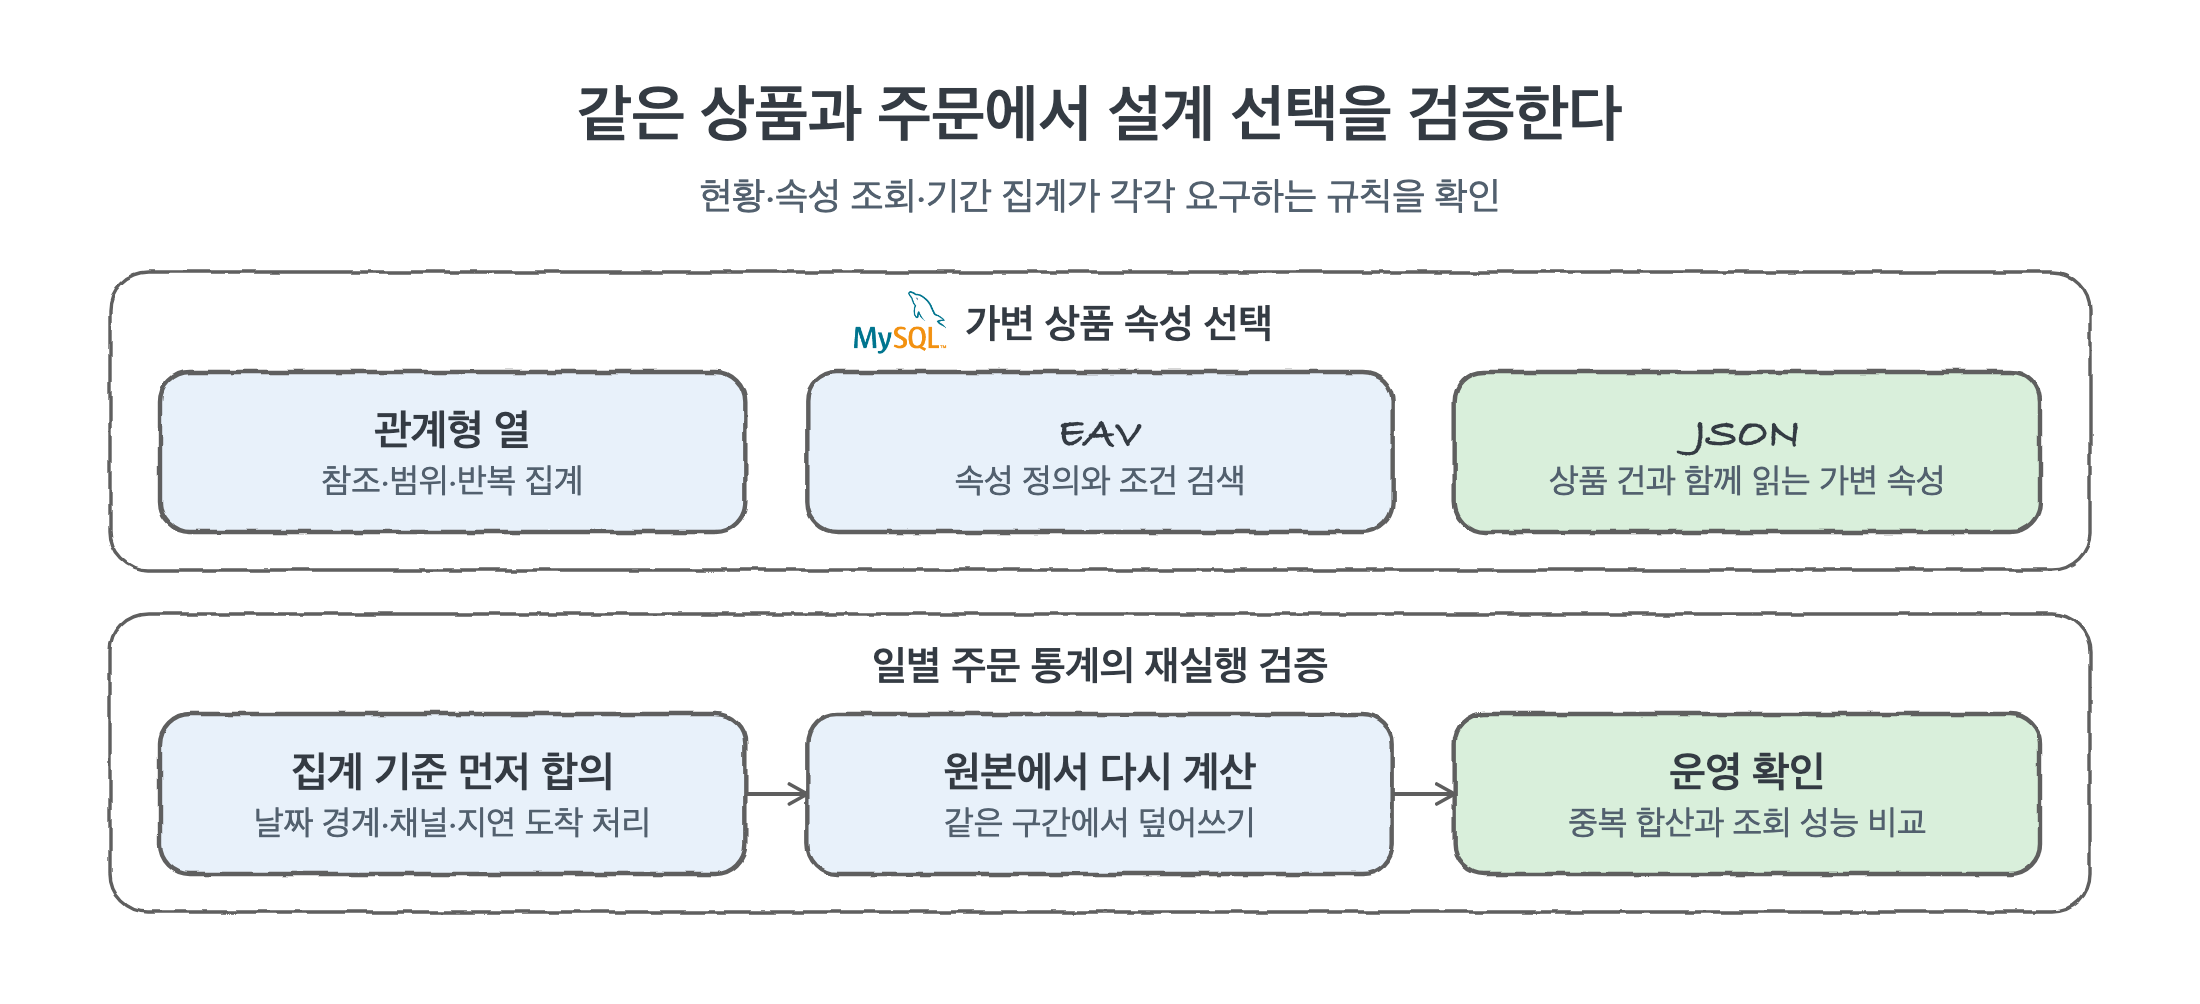 같은 상품과 주문에서 설계 선택을 검증한다
현황·속성 조회·기간 집계가 각각 요구하는 규칙을 확인
MySQL™ 가변 상품 속성 선택
관계형 열
참조·범위·반복 집계
EAV
속성 정의와 조건 검색
JSON
상품 건과 함께 읽는 가변 속성
일별 주문 통계의 재실행 검증
집계 기준 먼저 합의
날짜 경계·채널·지연 도착 처리
원본에서 다시 계산
같은 구간에서 덮어쓰기
운영 확인
중복 합산과 조회 성능 비교